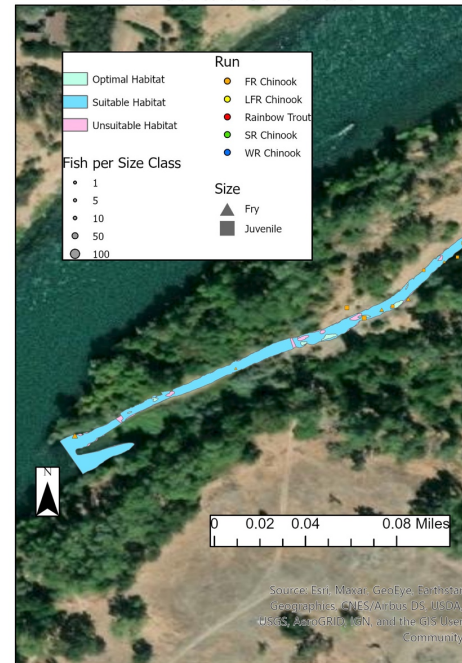 Optimal Habitat
Suitable Habitat
Unsuitable Habitat
Fish per Size Class
1
5
10
50
100
Run
FR Chinook
LFR Chinook
Rainbow Trout
SR Chinook
WR Chinook
Size
Fry
Juvenile
N
0 0.02 0.04 0.08 Miles
Source: Esri, Maxar, GeoEye, Earthstar
Geographics, CNES/Airbus DS, USDA,
USGS, AeroGRID, IGN, and the GIS User
Community